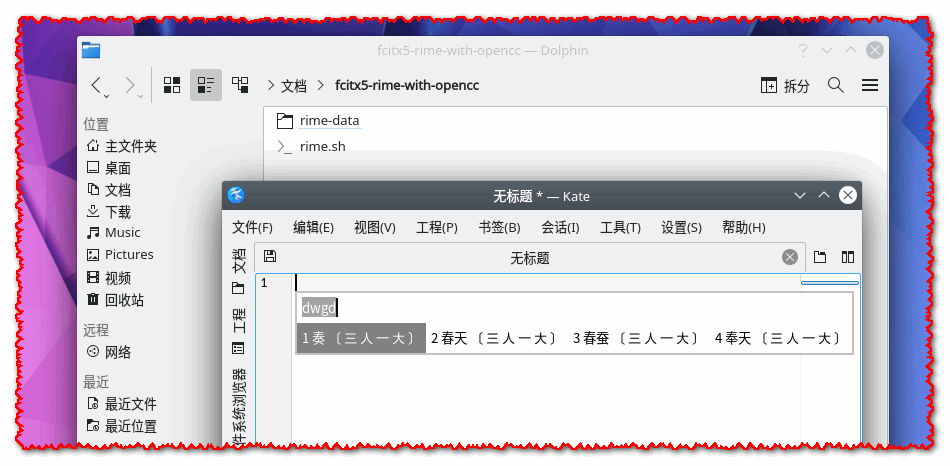 fcitx5-rime-with-opencc — Dolphin
文档 fcitx5-rime-with-opencc 拆分
位置
主文件夹
桌面
文档
下载
Music
Pictures
视频
回收站
远程
网络
最近
最近文件
最近位置
rime-data
rime.sh
无标题 * — Kate
文件(F) 编辑(E) 视图(V) 工程(P) 书签(B) 会话(I) 工具(T) 设置(S) 帮助(H)
文档
工程
件系统浏览器
无标题
1
dwgd
1 奏 〔三人一大〕 2 春天 〔三人一大〕 3 春蚕 〔三人一大〕 4 奉天 〔三人一大〕